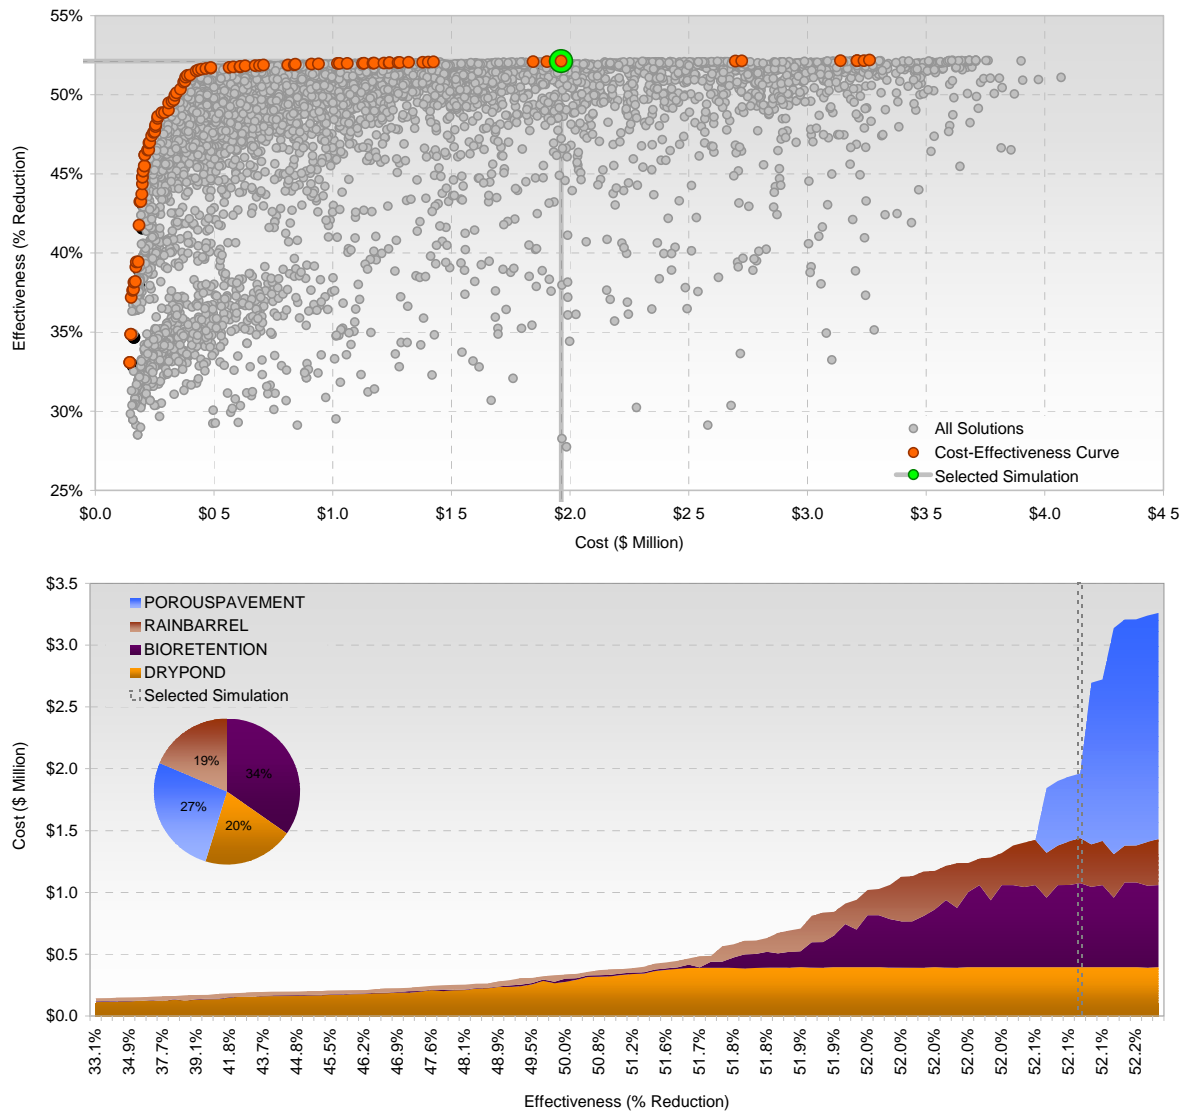 55%
50%
45%
40%
35%
30%
25%
Effectiveness (% Reduction)
All Solutions
Cost-Effectiveness Curve
Selected Simulation
$0.0 $0 5 $1.0 $1 5 $2.0 $2 5 $3.0 $3 5 $4.0 $4 5
Cost ($ Million)
$3.5
$3.0
$2.5
$2.0
$1.5
$1.0
$0.5
$0.0
Cost ($ Million)
POROUSPAVEMENT
RAINBARREL
BIORETENTION
DRYPOND
Selected Simulation
19%
34%
27%
20%
33.1% 34.9% 37.7% 39.1% 41.8% 43.7% 44.8% 45.5% 46.2% 46.9% 47.6% 48.1% 48.9% 49.5% 50.0% 50.8% 51.2% 51.6% 51.7% 51.8% 51.8% 51.9% 51.9% 52.0% 52.0% 52.0% 52.0% 52.0% 52.1% 52.1% 52.1% 52.2%
Effectiveness (% Reduction)